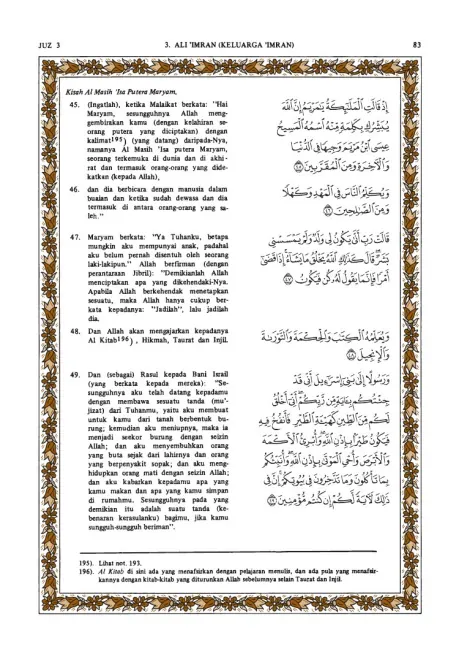 JUZ 3
3. ALI 'IMRAN (KELUARGA 'IMRAN)
83
Kisah Al Masih 'Isa Putera Maryam.
45. (Ingatlah), ketika Malaikat berkata: "Hai
Maryam, sesungguhnya Allah meng-
gembirakan kamu (dengan kelahiran se-
orang putera yang diciptakan) dengan
kalimat195) (yang datang) daripada-Nya,
namanya Al Masih 'Isa putera Maryam,
seorang terkemuka di dunia dan di akhi-
rat dan termasuk orang-orang yang dide-
katkan (kepada Allah),
إِذْ قَالَتِ الْمَلَٰٓئِكَةُ يَٰمَرْيَمُ إِنَّ اللَّهَ
يُبَشِّرُكِ بِكَلِمَةٍ مِّنْهُ اسْمُهُ الْمَسِيحُ
عِيسَى ابْنُ مَرْيَمَ وَجِيهًا فِي الدُّنْيَا
وَالْءَاخِرَةِ وَمِنَ الْمُقَرَّبِينَ ﴿٤٥﴾
46. dan dia berbicara dengan manusia dalam
buaian dan ketika sudah dewasa dan dia
termasuk di antara orang-orang yang sa-
leh."
وَيُكَلِّمُ النَّاسَ فِي الْمَهْدِ وَكَهْلًا
وَمِنَ الصَّٰلِحِينَ ﴿٤٦﴾
47. Maryam berkata: "Ya Tuhanku, betapa
mungkin aku mempunyai anak, padahal
aku belum pernah disentuh oleh seorang
laki-lakipun." Allah berfirman (dengan
perantaraan Jibril): "Demikianlah Allah
menciptakan apa yang dikehendaki-Nya.
Apabila Allah berkehendak menetapkan
sesuatu, maka Allah hanya cukup ber-
kata kepadanya: "Jadilah", lalu jadilah
dia.
قَالَتْ رَبِّ أَنَّىٰ يَكُونُ لِي وَلَدٌ وَلَمْ يَمْسَسْنِي
بَشَرٌ قَالَ كَذَٰلِكِ اللَّهُ يَخْلُقُ مَا يَشَآءُ إِذَا قَضَىٰٓ
أَمْرًا فَإِنَّمَا يَقُولُ لَهُ كُن فَيَكُونُ ﴿٤٧﴾
48. Dan Allah akan mengajarkan kepadanya
Al Kitab196), Hikmah, Taurat dan Injil.
وَيُعَلِّمُهُ الْكِتَٰبَ وَالْحِكْمَةَ وَالتَّوْرَىٰةَ
وَالْإِنجِيلَ ﴿٤٨﴾
49. Dan (sebagai) Rasul kepada Bani Israil
(yang berkata kepada mereka): "Se-
sungguhnya aku telah datang kepadamu
dengan membawa sesuatu tanda (mu'-
jizat) dari Tuhanmu, yaitu aku membuat
untuk kamu dari tanah berbentuk bu-
rung; kemudian aku meniupnya, maka ia
menjadi seekor burung dengan seizin
Allah; dan aku menyembuhkan orang
yang buta sejak dari lahirnya dan orang
yang berpenyakit sopak; dan aku meng-
hidupkan orang mati dengan seizin Allah;
dan aku kabarkan kepadamu apa yang
kamu makan dan apa yang kamu simpan
di rumahmu. Sesungguhnya pada yang
demikian itu adalah suatu tanda (ke-
benaran kerasulanku) bagimu, jika kamu
sungguh-sungguh beriman".
وَرَسُولًا إِلَىٰ بَنِيٓ إِسْرَٰٓءِيلَ أَنِّي قَدْ
جِئْتُكُم بِـَٔايَةٍ مِّن رَّبِّكُمْ أَنِّيٓ أَخْلُقُ
لَكُم مِّنَ الطِّينِ كَهَيْـَٔةِ الطَّيْرِ فَأَنفُخُ فِيهِ
فَيَكُونُ طَيْرًا بِإِذْنِ اللَّهِ وَأُبْرِئُ الْأَكْمَهَ
وَالْأَبْرَصَ وَأُحْيِ الْمَوْتَىٰ بِإِذْنِ اللَّهِ وَأُنَبِّئُكُم
بِمَا تَأْكُلُونَ وَمَا تَدَّخِرُونَ فِي بُيُوتِكُمْ إِنَّ فِي
ذَٰلِكَ لَـَٔايَةً لَّكُمْ إِن كُنتُم مُّؤْمِنِينَ ﴿٤٩﴾
195). Lihat not. 193.
196). Al Kitab di sini ada yang menafsirkan dengan pelajaran menulis, dan ada pula yang menafsir-
kannya dengan kitab-kitab yang diturunkan Allah sebelumnya selain Taurat dan Injil.